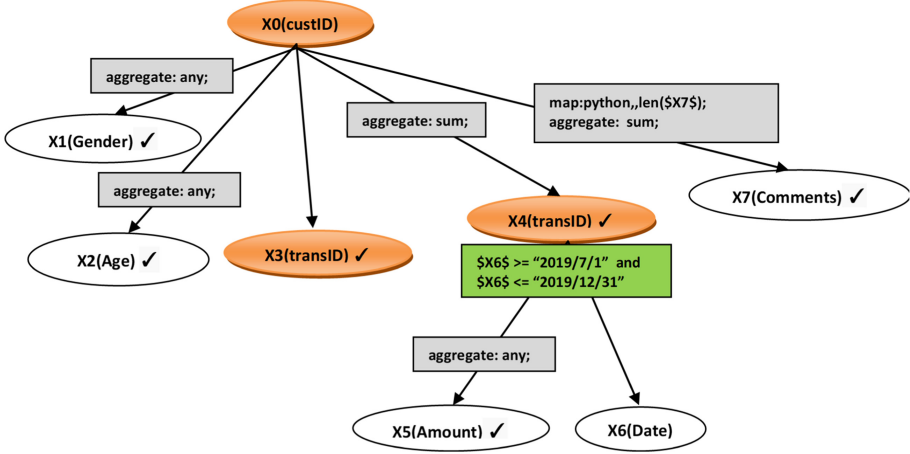 X0(custID)
aggregate: any;
map:python,,len($X7$);
aggregate: sum;
aggregate: sum;
X1(Gender) ✓
aggregate: any;
X7(Comments) ✓
X4(transID) ✓
X2(Age) ✓
X3(transID) ✓
$X6$ >= “2019/7/1” and
$X6$ <= “2019/12/31”
aggregate: any;
X5(Amount) ✓
X6(Date)